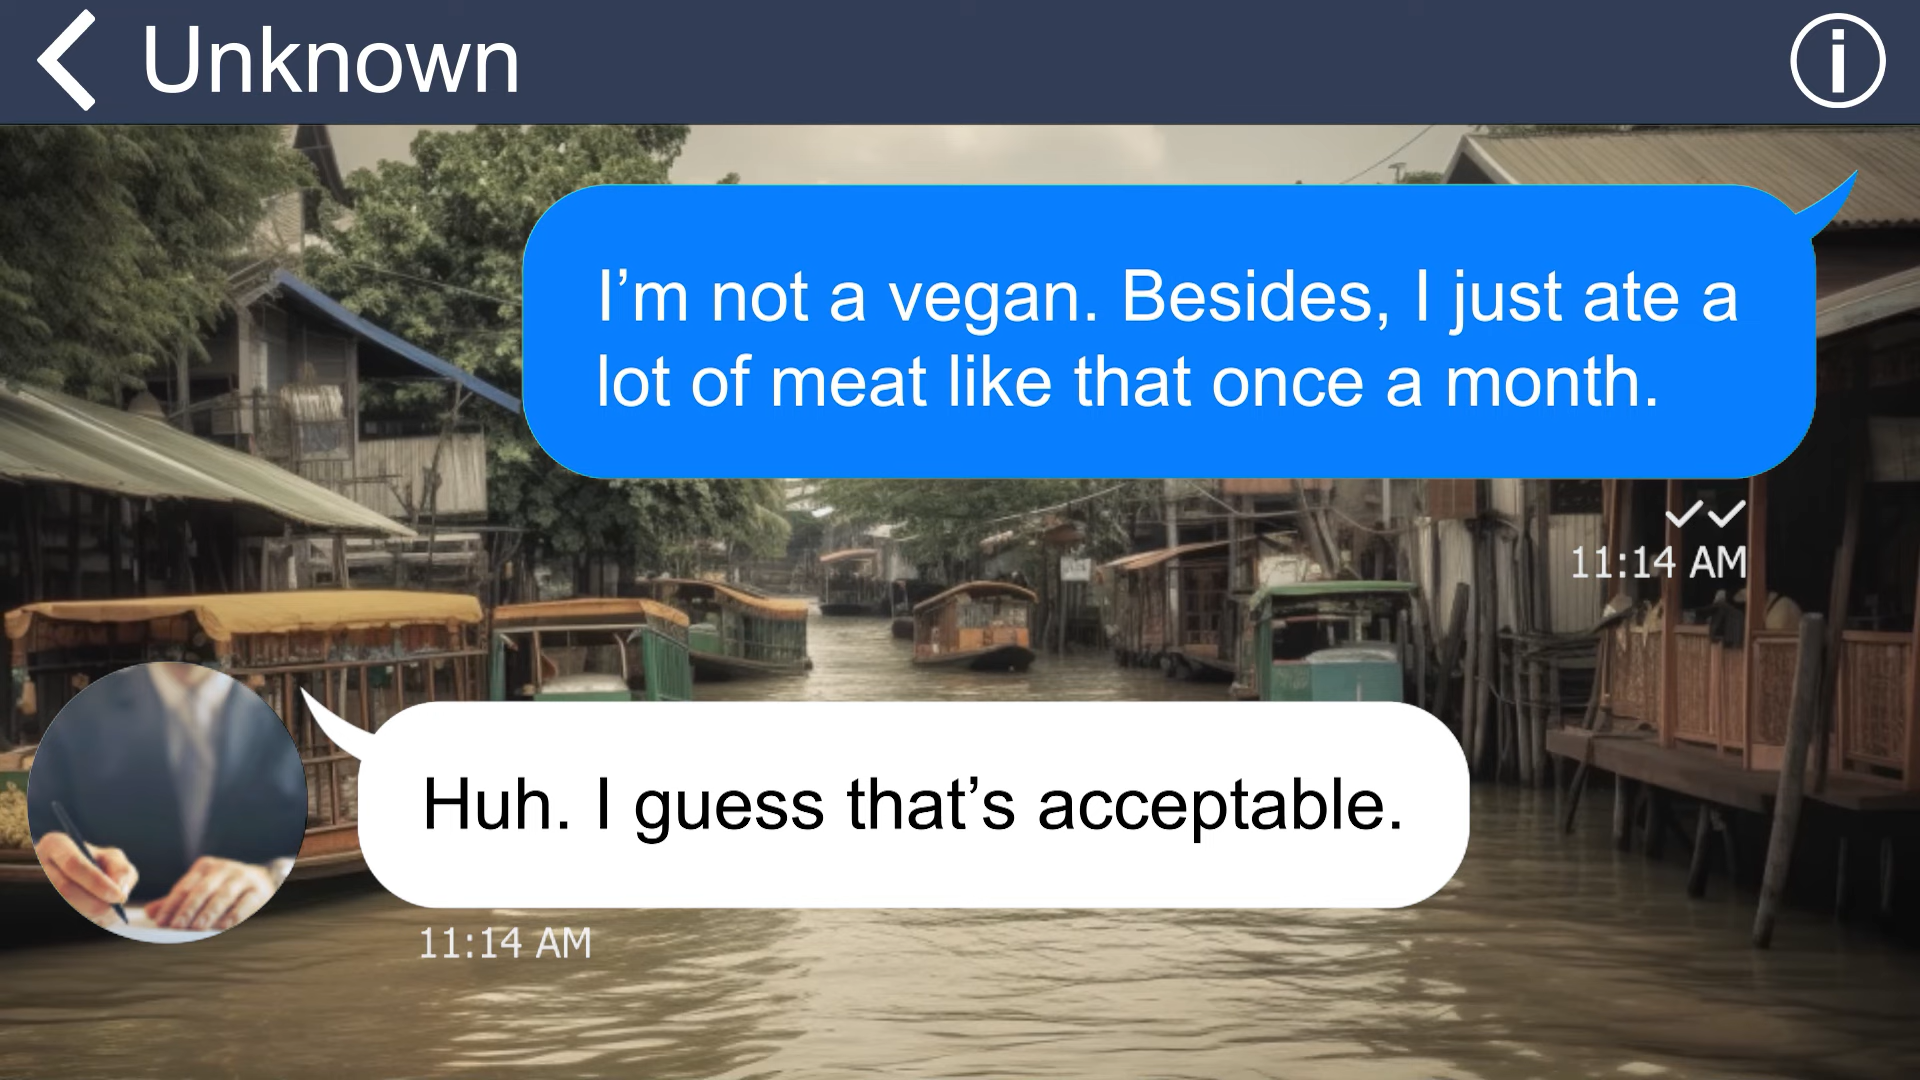 Unknown
I’m not a vegan. Besides, I just ate a
lot of meat like that once a month.
11:14 AM
Huh. I guess that’s acceptable.
11:14 AM